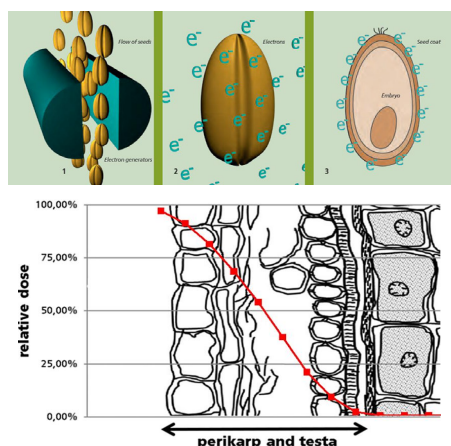 Flow of seeds
Electron generators
1
Electrons
e⁻ e⁻
e⁻ e⁻
e⁻ e⁻ e⁻
e⁻ e⁻
e⁻ e⁻
e⁻ e⁻
e⁻ e⁻ e⁻
e⁻ e⁻
2
Seed coat
Embryo
e⁻ e⁻
e⁻ e⁻
e⁻ e⁻
e⁻ e⁻
e⁻ e⁻
e⁻ e⁻
3
relative dose
100,00%
75,00%
50,00%
25,00%
0,00%
perikarp and testa